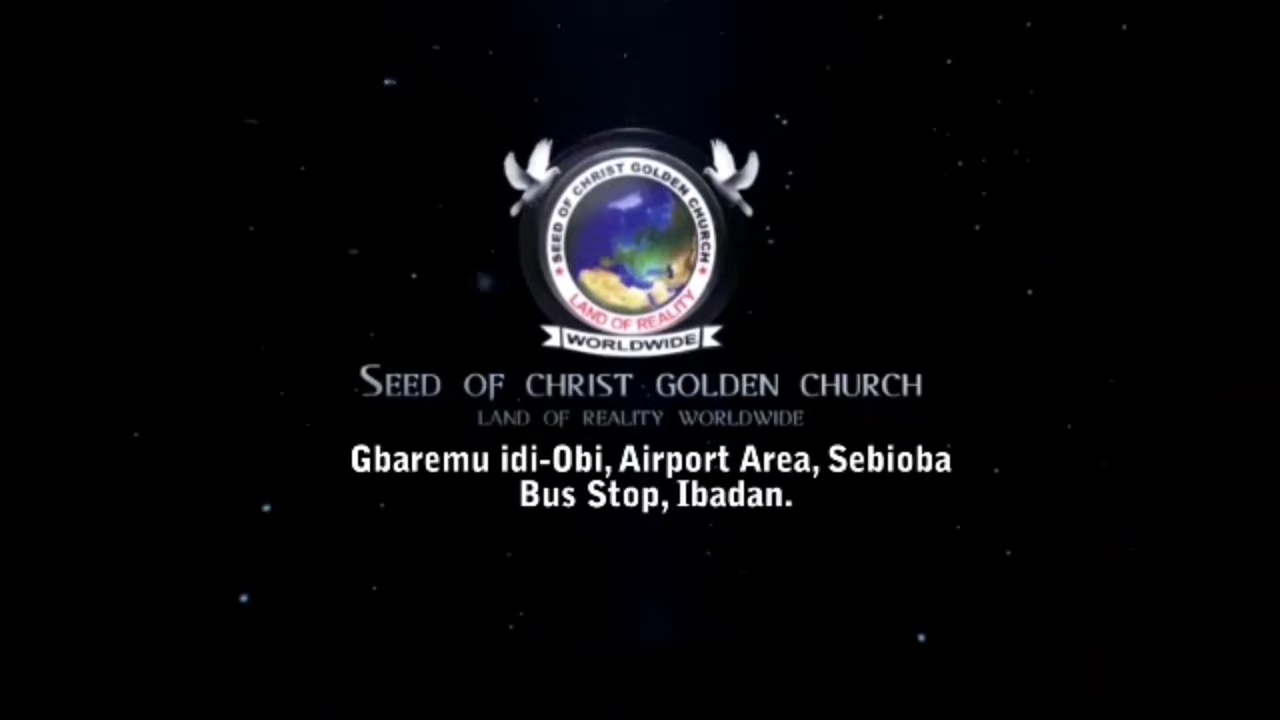 SEED OF CHRIST GOLDEN CHURCH
LAND OF REALITY
WORLDWIDE
SEED OF CHRIST GOLDEN CHURCH
LAND OF REALITY WORLDWIDE
Gbaremu idi-Obi, Airport Area, Sebioba
Bus Stop, Ibadan.